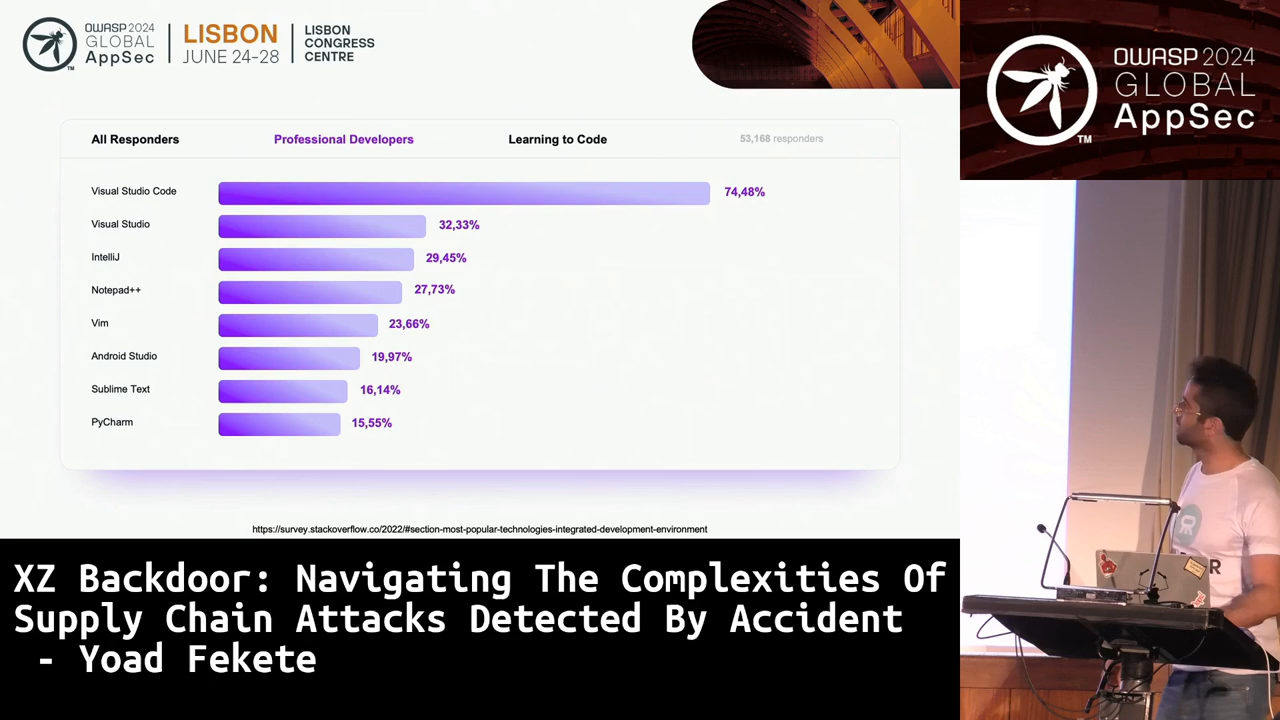 OWASP 2024
GLOBAL
AppSec
TM
LISBON
JUNE 24-28
LISBON
CONGRESS
CENTRE
All Responders
Professional Developers
Learning to Code
53,168 responders
Visual Studio Code
74,48%
Visual Studio
32,33%
IntelliJ
29,45%
Notepad++
27,73%
Vim
23,66%
Android Studio
19,97%
Sublime Text
16,14%
PyCharm
15,55%
https://survey.stackoverflow.co/2022/#section-most-popular-technologies-integrated-development-environment
OWASP 2024
GLOBAL
AppSec
TM
XZ Backdoor: Navigating The Complexities Of
Supply Chain Attacks Detected By Accident
- Yoad Fekete